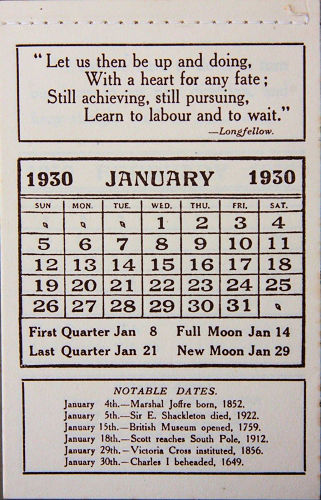 “Let us then be up and doing,
With a heart for any fate;
Still achieving, still pursuing,
Learn to labour and to wait.”
—Longfellow.
1930 JANUARY 1930
SUN MON. TUE. WED. THU. FRI. SAT.
1 2 3 4
5 6 7 8 9 10 11
12 13 14 15 16 17 18
19 20 21 22 23 24 25
26 27 28 29 30 31
First Quarter Jan 8 Full Moon Jan 14
Last Quarter Jan 21 New Moon Jan 29
NOTABLE DATES.
January 4th.—Marshal Joffre born, 1852.
January 5th.—Sir E. Shackleton died, 1922.
January 15th.—British Museum opened, 1759.
January 18th.—Scott reaches South Pole, 1912.
January 29th.—Victoria Cross instituted, 1856.
January 30th.—Charles I beheaded, 1649.